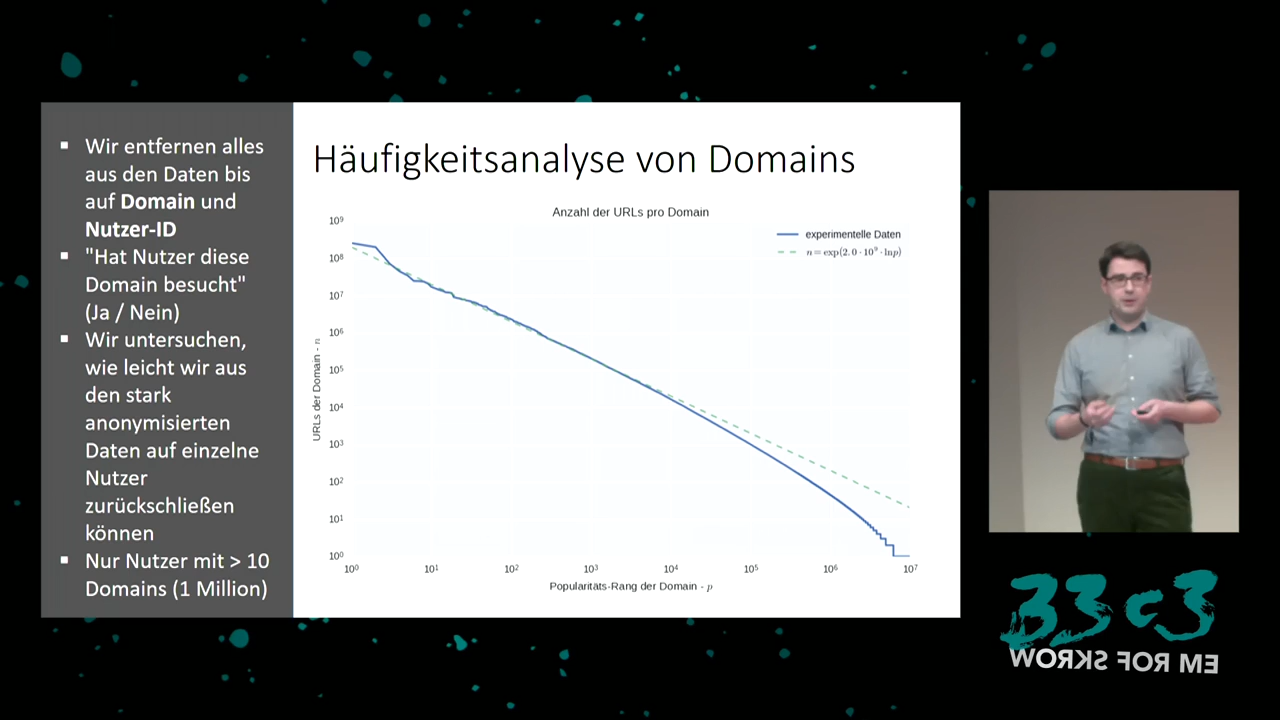 ▪ Wir entfernen alles
aus den Daten bis
auf Domain und
Nutzer-ID
▪ "Hat Nutzer diese
Domain besucht"
(Ja / Nein)
▪ Wir untersuchen,
wie leicht wir aus
den stark
anonymisierten
Daten auf einzelne
Nutzer
zurückschließen
können
▪ Nur Nutzer mit > 10
Domains (1 Million)
Häufigkeitsanalyse von Domains
Anzahl der URLs pro Domain
experimentelle Daten
n = exp(2.0 · 10⁹ · ln p)
URLs der Domain - n
10⁹
10⁸
10⁷
10⁶
10⁵
10⁴
10³
10²
10¹
10⁰
10⁰ 10¹ 10² 10³ 10⁴ 10⁵ 10⁶ 10⁷
Popularitäts-Rang der Domain - p
33c3
WORKS FOR ME